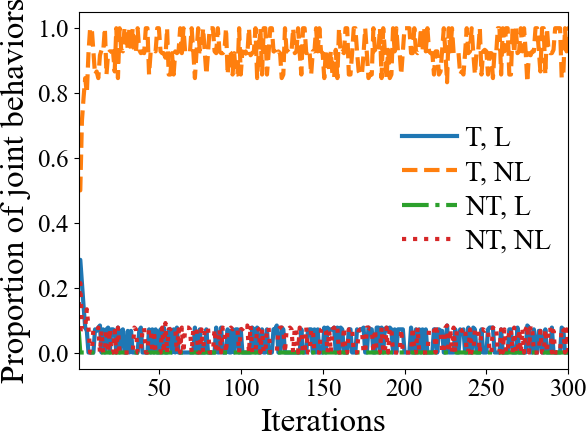 Proportion of joint behaviors
1.0
0.8
0.6
0.4
0.2
0.0
T, L
T, NL
NT, L
NT, NL
50
100
150
200
250
300
Iterations